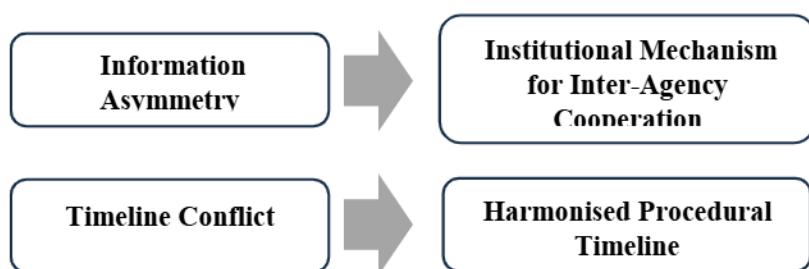 Information
Asymmetry
Institutional Mechanism
for Inter-Agency
Cooperation
Timeline Conflict
Harmonised Procedural
Timeline